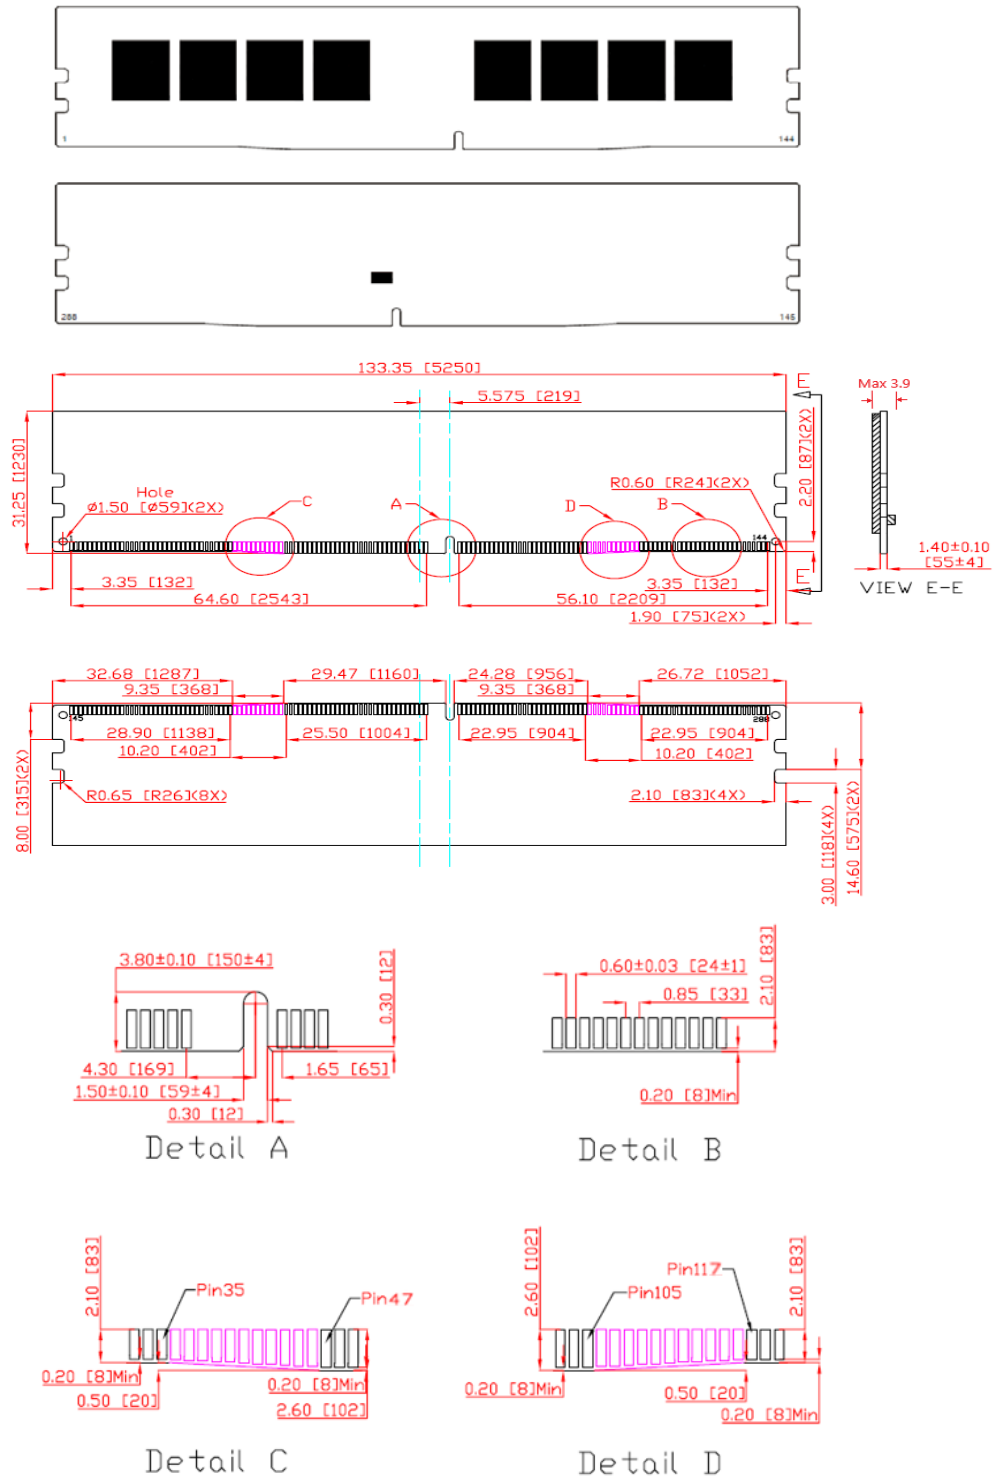 1
144
288
145
133.35 [5250]
5.575 [219]
E
Max 3.9
31.25 [1230]
2.20 [87](2X)
Hole
Ø1.50 [Ø59](2X)
C
A
D
B
R0.60 [R24](2X)
1
144
1.40±0.10
[55±4]
3.35 [132]
3.35 [132]
E
VIEW E-E
64.60 [2543]
56.10 [2209]
1.90 [75](2X)
32.68 [1287]
29.47 [1160]
24.28 [956]
26.72 [1052]
9.35 [368]
9.35 [368]
145
288
28.90 [1138]
25.50 [1004]
22.95 [904]
22.95 [904]
10.20 [402]
10.20 [402]
8.00 [315](2X)
R0.65 [R26](8X)
2.10 [83](4X)
3.00 [118](4X)
14.60 [575](2X)
3.80±0.10 [150±4]
0.30 [12]
4.30 [169]
1.65 [65]
1.50±0.10 [59±4]
0.30 [12]
Detail A
0.60±0.03 [24±1]
2.10 [83]
0.85 [33]
0.20 [8]Min
Detail B
2.10 [83]
Pin35
Pin47
0.20 [8]Min
0.20 [8]Min
0.50 [20]
2.60 [102]
Detail C
2.60 [102]
Pin117
Pin105
2.10 [83]
0.20 [8]Min
0.50 [20]
0.20 [8]Min
Detail D